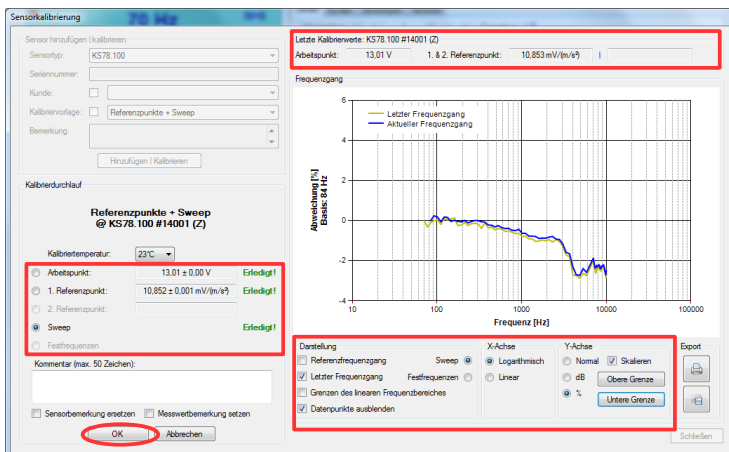 70 Hz
Sensorkalibrierung
Sensor hinzufügen | kalibrieren
Sensortyp: KS78.100
Seriennummer:
Kunde:
Kalibriervorlage: Referenzpunkte + Sweep
Bemerkung:
Hinzufügen | Kalibrieren
Kalibrierdurchlauf
Referenzpunkte + Sweep
@ KS78.100 #14001 (Z)
Kalibriertemperatur: 23°C
Arbeitspunkt: 13,01 ± 0,00 V Erledigt!
1. Referenzpunkt: 10,852 ± 0,001 mV/(m/s²) Erledigt!
2. Referenzpunkt:
Sweep Erledigt!
Festfrequenzen
Kommentar (max. 50 Zeichen):
Sensorbemerkung ersetzen Messwertbemerkung setzen
OK Abbrechen
Letzte Kalibrierwerte: KS78.100 #14001 (Z)
Arbeitspunkt: 13,01 V 1. & 2. Referenzpunkt: 10,853 mV/(m/s²) |
Frequenzgang
Letzter Frequenzgang
Aktueller Frequenzgang
Abweichung [%]
Basis: 84 Hz
6
4
2
0
-2
-4
10 100 1000 10000 100000
Frequenz [Hz]
Darstellung X-Achse Y-Achse Export
Referenzfrequenzgang Sweep Logarithmisch Normal Skalieren
Letzter Frequenzgang Festfrequenzen Linear dB Obere Grenze
Grenzen des linearen Frequenzbereiches % Untere Grenze
Datenpunkte ausblenden
Schließen